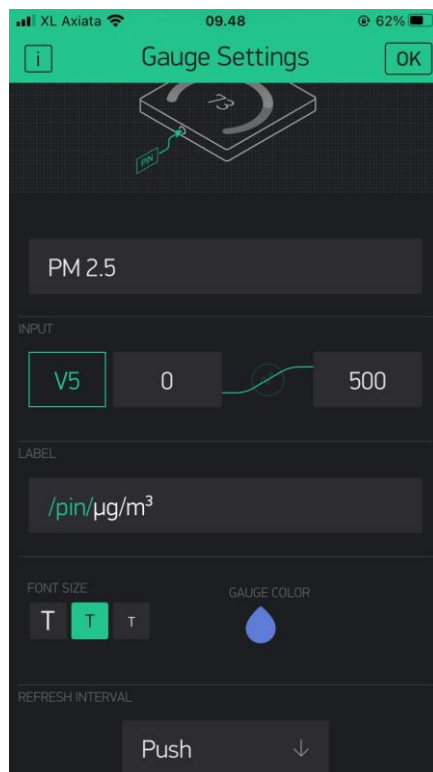 XL Axiata 09.48 62%
i Gauge Settings OK
73
PIN
PM 2.5
INPUT
V5 0 500
LABEL
/pin/µg/m³
FONT SIZE GAUGE COLOR
T T T
REFRESH INTERVAL
Push